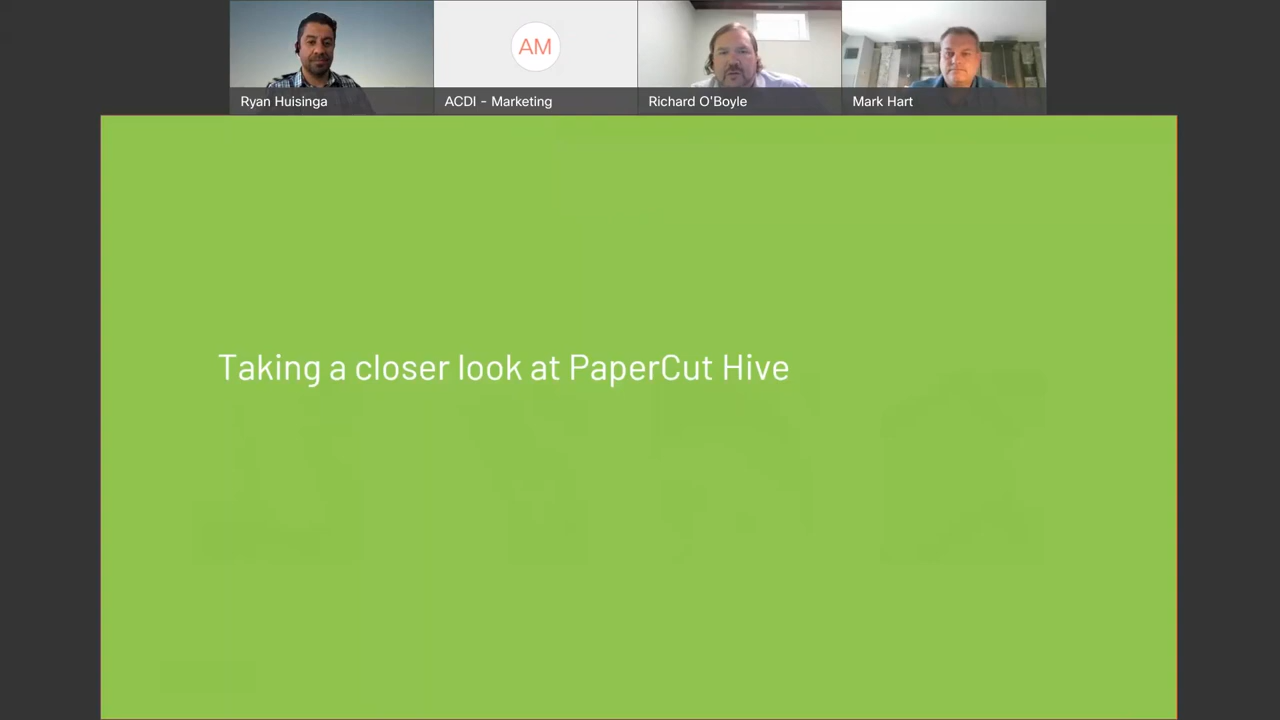 AM
Ryan Huisinga
ACDI - Marketing
Richard O'Boyle
Mark Hart
Taking a closer look at PaperCut Hive